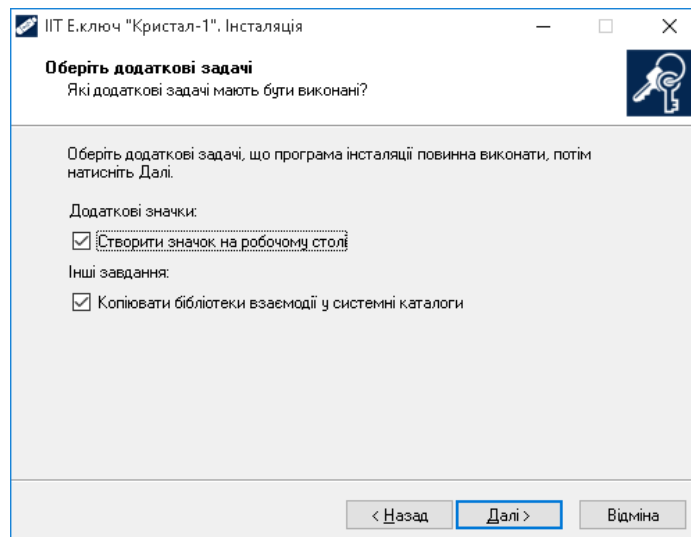 ІІТ Е.ключ "Кристал-1". Інсталяція
Оберіть додаткові задачі
Які додаткові задачі мають бути виконані?
Оберіть додаткові задачі, що програма інсталяції повинна виконати, потім
натисніть Далі.
Додаткові значки:
Створити значок на робочому столі
Інші завдання:
Копіювати бібліотеки взаємодії у системні каталоги
< Назад
Далі >
Відміна